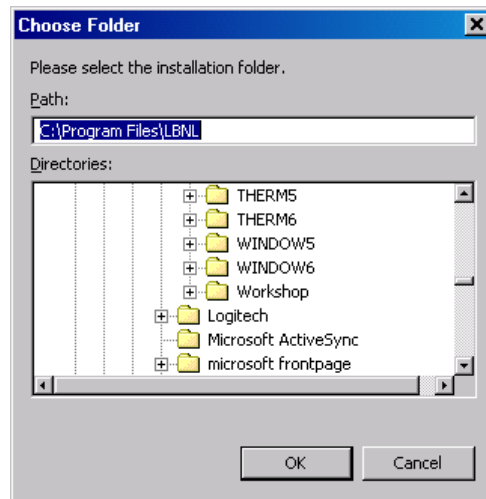 Choose Folder
Please select the installation folder.
Path:
C:\Program Files\LBNL
Directories:
THERM5
THERM6
WINDOW5
WINDOW6
Workshop
Logitech
Microsoft ActiveSync
microsoft frontpage
OK
Cancel